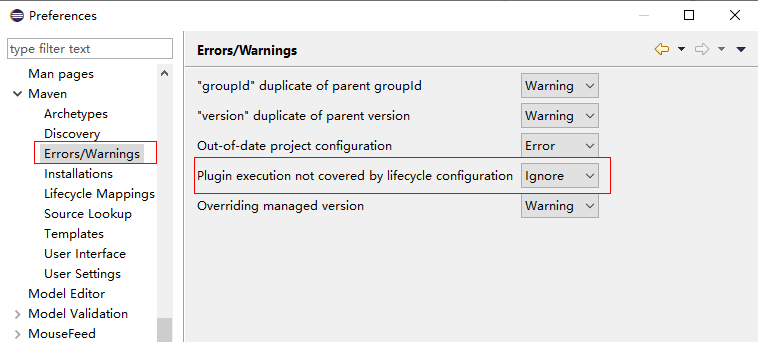 Preferences
type filter text
Man pages
Maven
Archetypes
Discovery
Errors/Warnings
Installations
Lifecycle Mappings
Source Lookup
Templates
User Interface
User Settings
Model Editor
Model Validation
MouseFeed
Errors/Warnings
"groupId" duplicate of parent groupId Warning
"version" duplicate of parent version Warning
Out-of-date project configuration Error
Plugin execution not covered by lifecycle configuration Ignore
Overriding managed version Warning